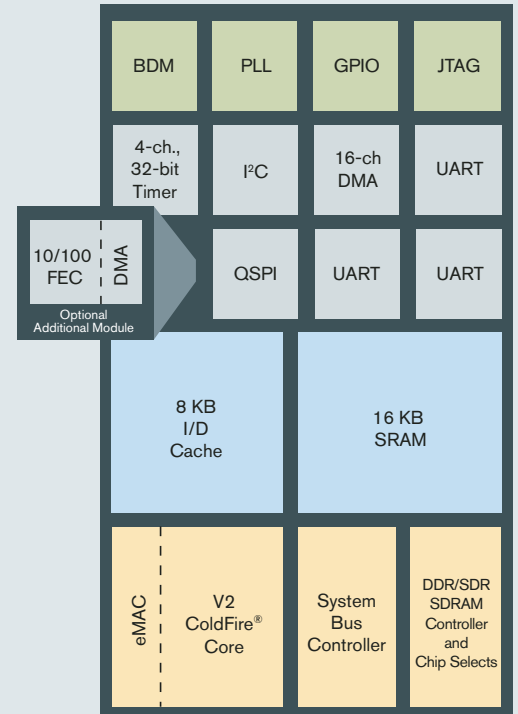 BDM
PLL
GPIO
JTAG
4-ch.,
32-bit
Timer
I²C
16-ch
DMA
UART
10/100
FEC
DMA
Optional
Additional Module
QSPI
UART
UART
8 KB
I/D
Cache
16 KB
SRAM
eMAC
V2
ColdFire®
Core
System
Bus
Controller
DDR/SDR
SDRAM
Controller
and
Chip Selects